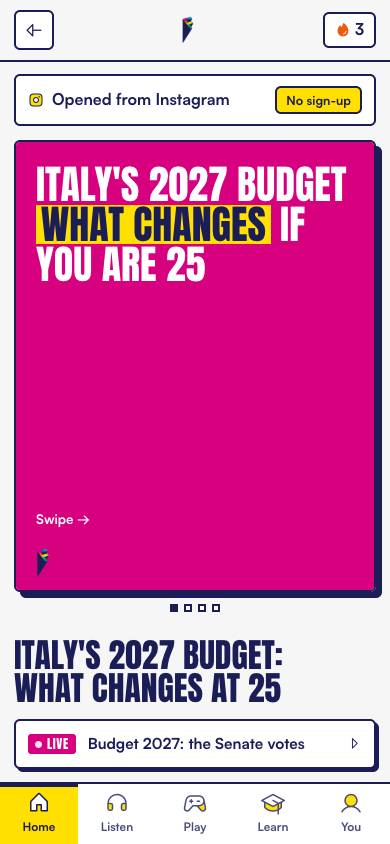 3
Opened from Instagram
No sign-up
ITALY'S 2027 BUDGET
WHAT CHANGES IF
YOU ARE 25
Swipe →
ITALY'S 2027 BUDGET:
WHAT CHANGES AT 25
LIVE
Budget 2027: the Senate votes
Home
Listen
Play
Learn
You